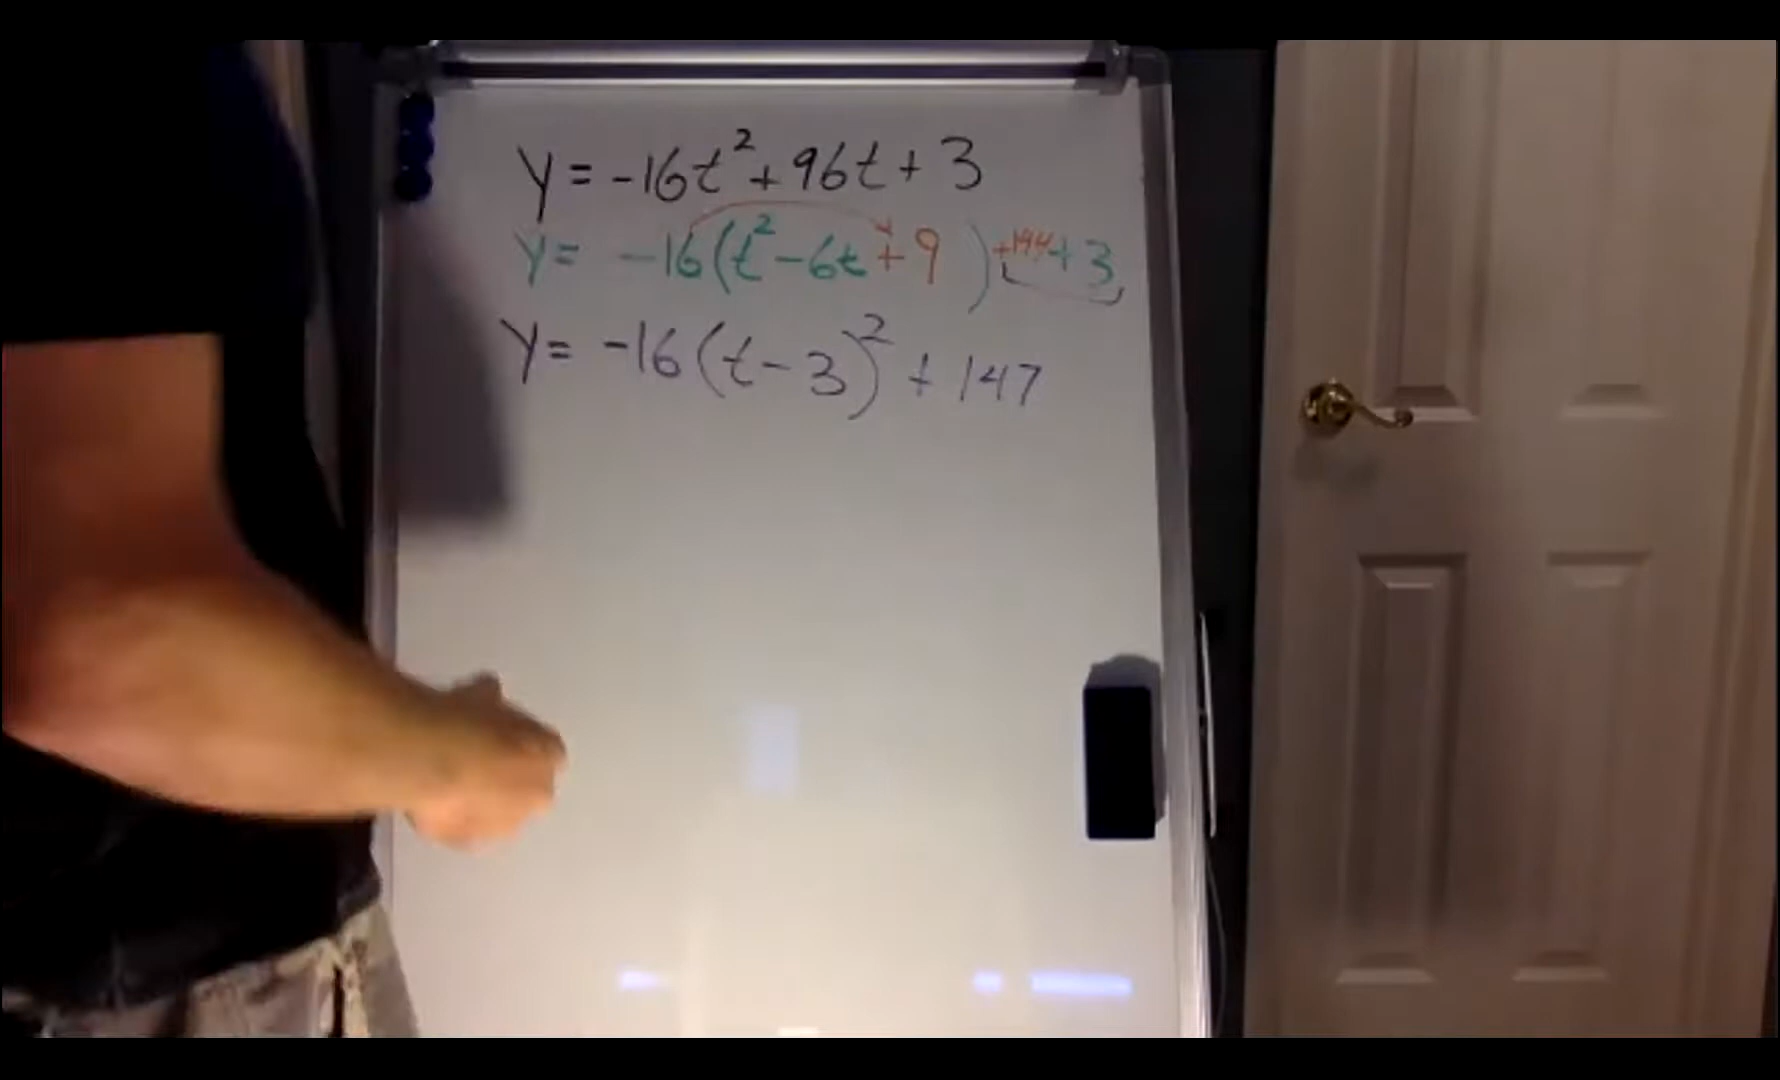 y = -16t² + 96t + 3
y = -16(t² - 6t + 9 ) + 144 + 3
y = -16(t - 3)² + 147